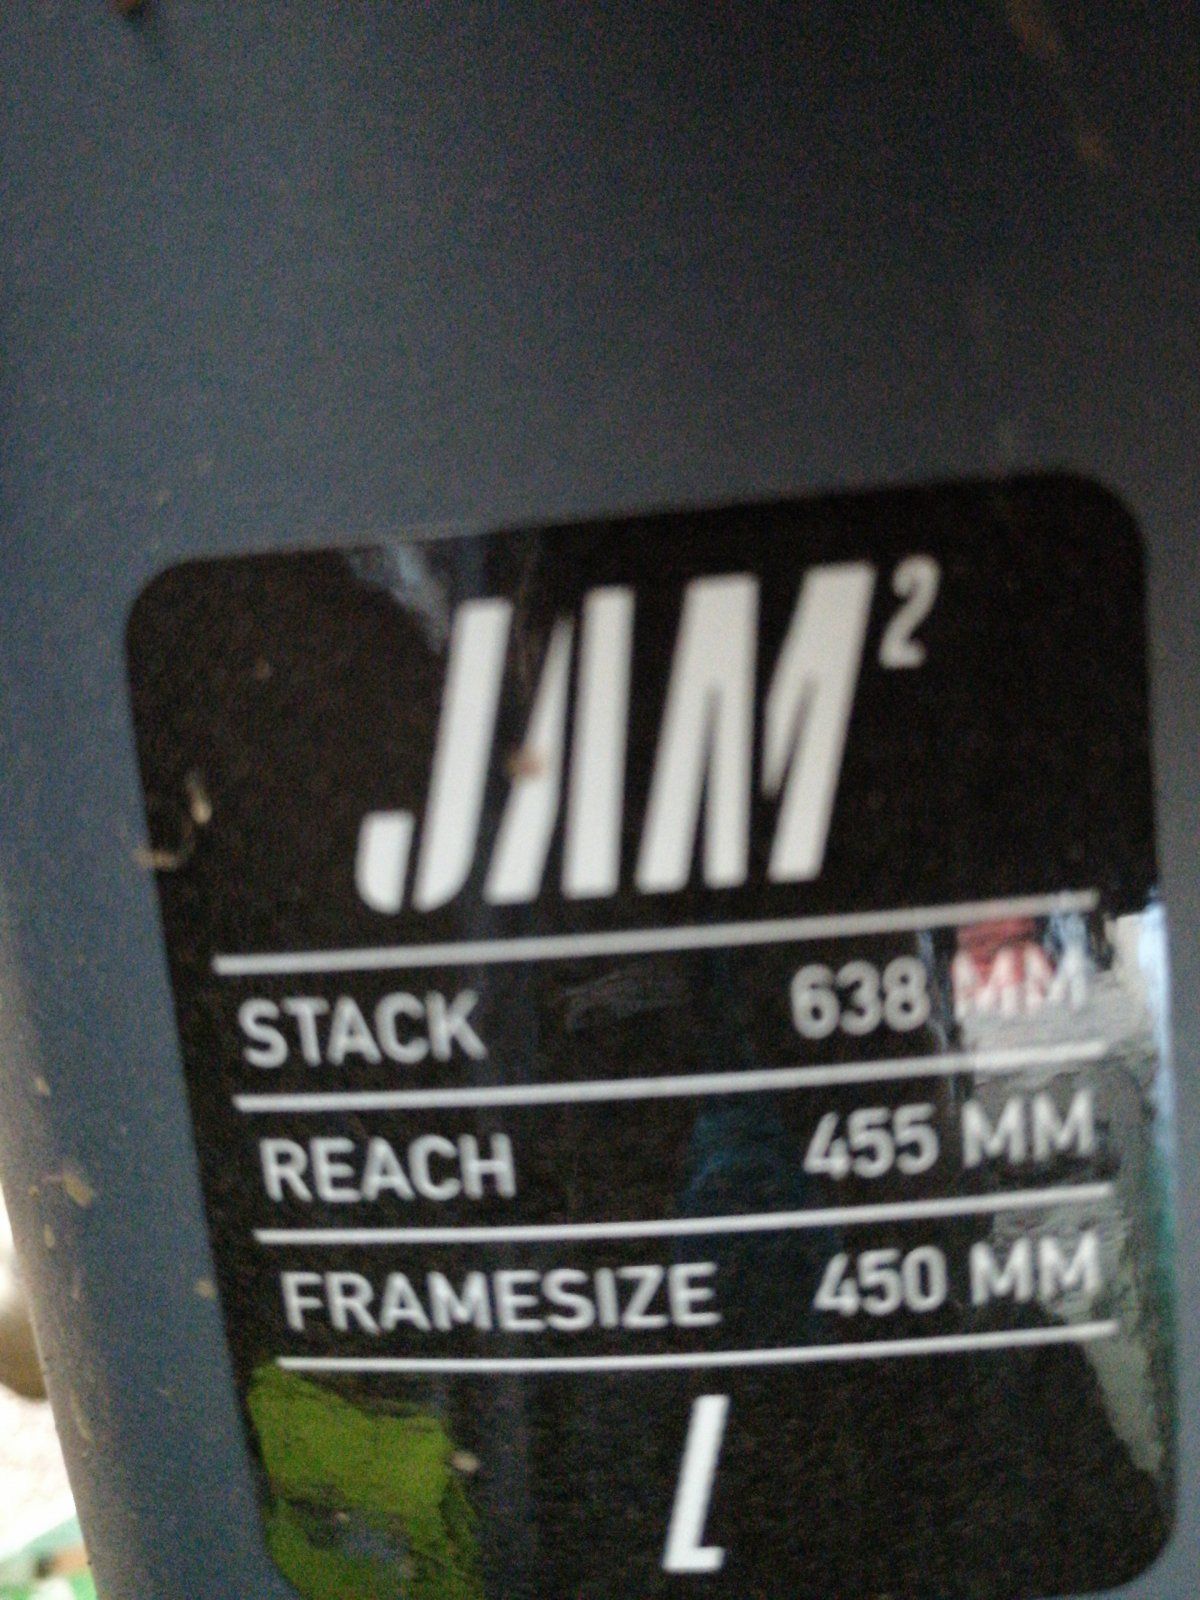 JAM²
STACK 638 MM
REACH 455 MM
FRAMESIZE 450 MM
L